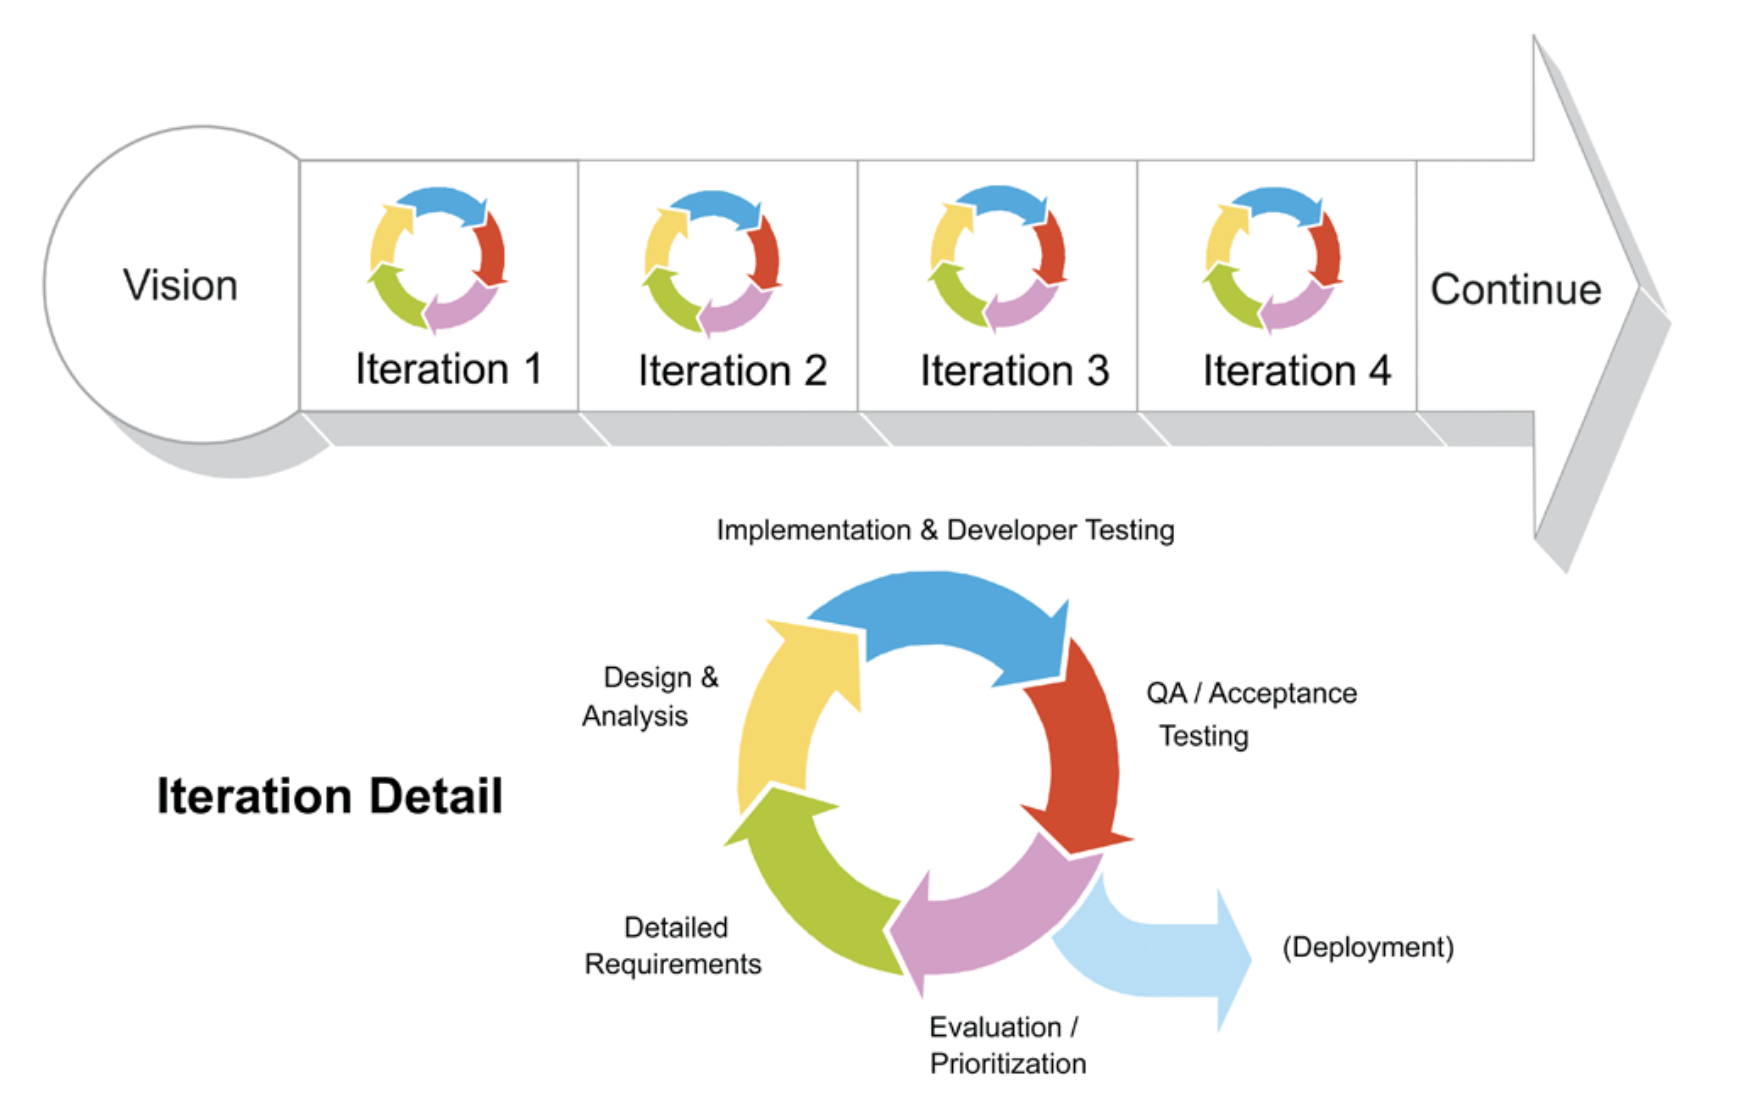 Vision
Iteration 1
Iteration 2
Iteration 3
Iteration 4
Continue
Implementation & Developer Testing
Design &
Analysis
QA / Acceptance
Testing
Iteration Detail
Detailed
Requirements
(Deployment)
Evaluation /
Prioritization